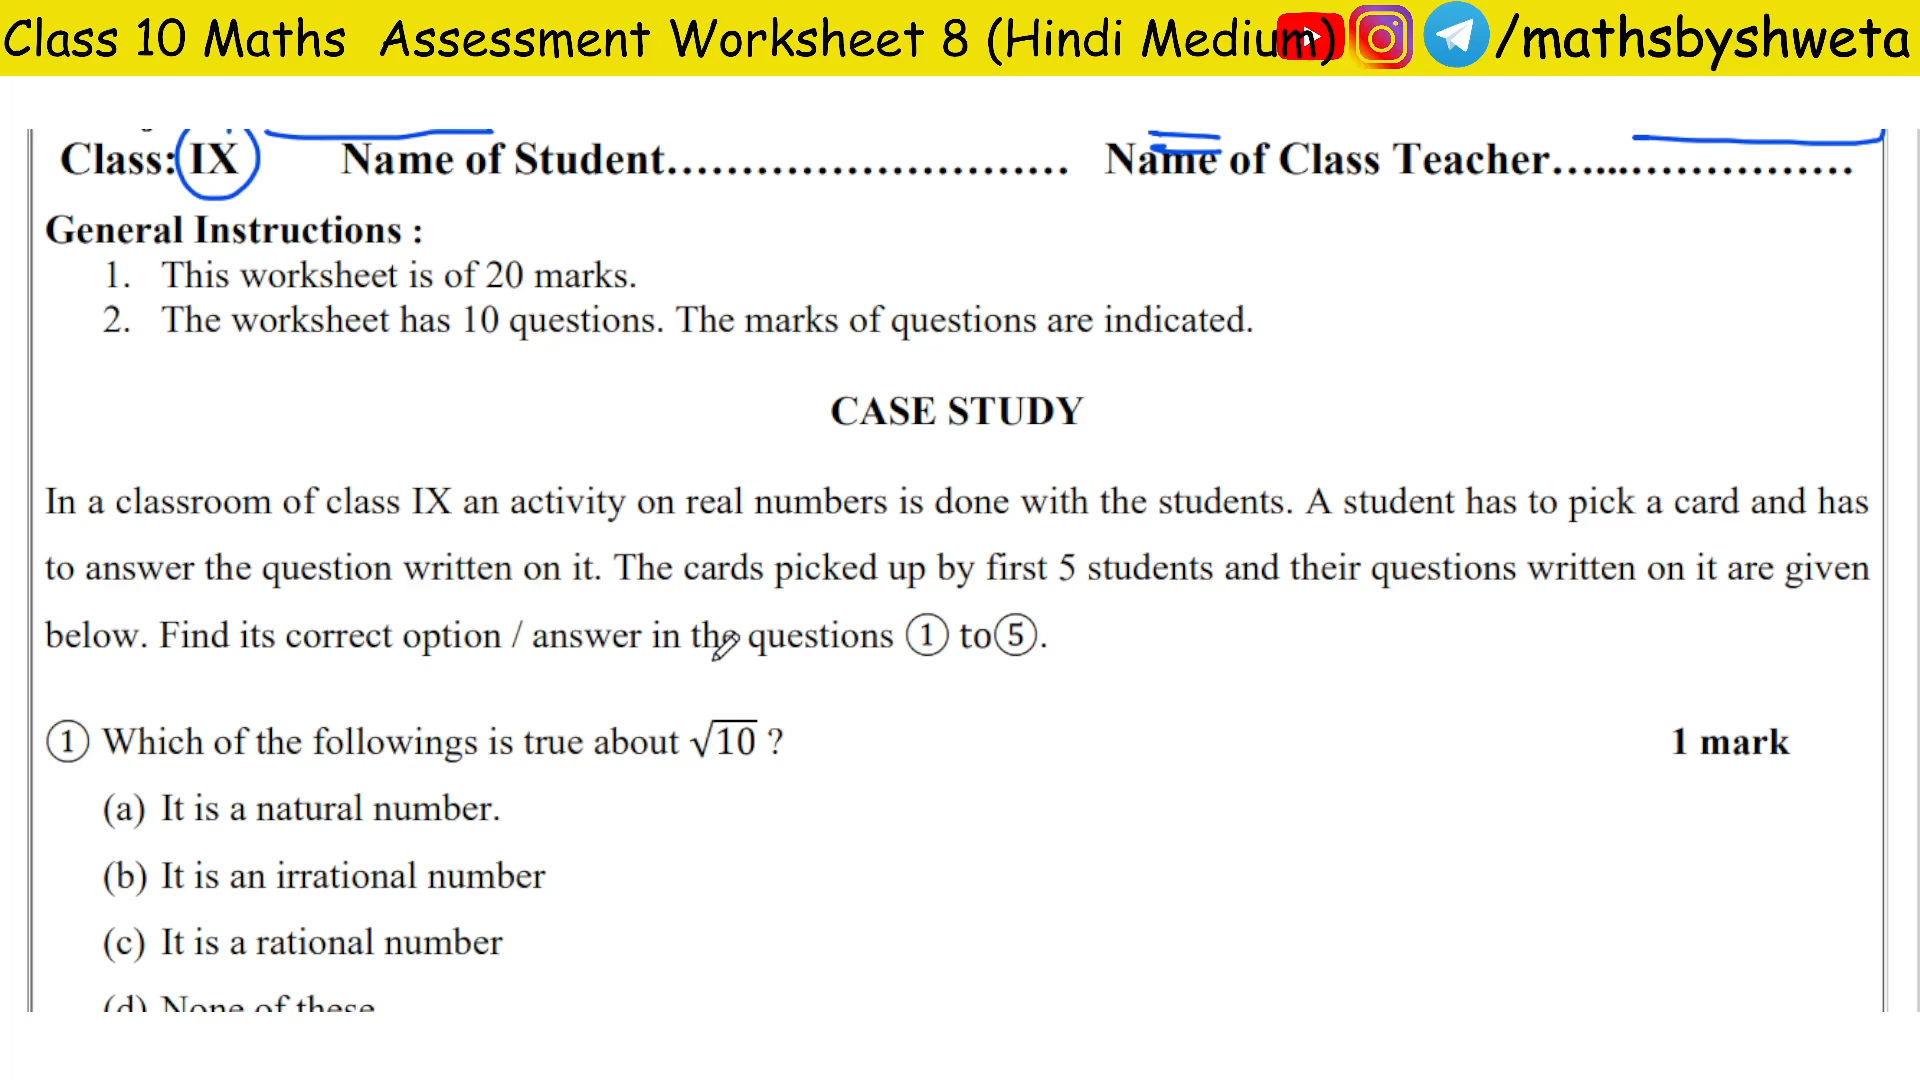 Class 10 Maths Assessment Worksheet 8 (Hindi Medium) /mathsbyshweta
Class: IX Name of Student............................ Name of Class Teacher......................
General Instructions :
1. This worksheet is of 20 marks.
2. The worksheet has 10 questions. The marks of questions are indicated.
CASE STUDY
In a classroom of class IX an activity on real numbers is done with the students. A student has to pick a card and has
to answer the question written on it. The cards picked up by first 5 students and their questions written on it are given
below. Find its correct option / answer in the questions ① to⑤.
① Which of the followings is true about √10 ? 1 mark
(a) It is a natural number.
(b) It is an irrational number
(c) It is a rational number
(d) None of these